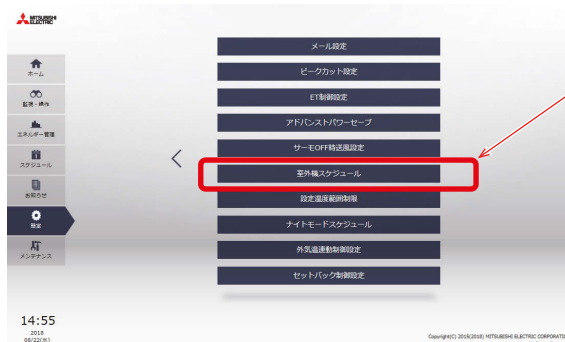 MITSUBISHI
ELECTRIC
ホーム
監視・操作
エネルギー管理
スケジュール
お知らせ
設定
メンテナンス
14:55
2018
08/22(水)
メール設定
ピークカット設定
ET制御設定
アドバンストパワーセーブ
サーモOFF時送風設定
室外機スケジュール
設定温度範囲制限
ナイトモードスケジュール
外気温連動制御設定
セットバック制御設定
Copyright(C) 2015(2018) MITSUBISHI ELECTRIC CORPORATI